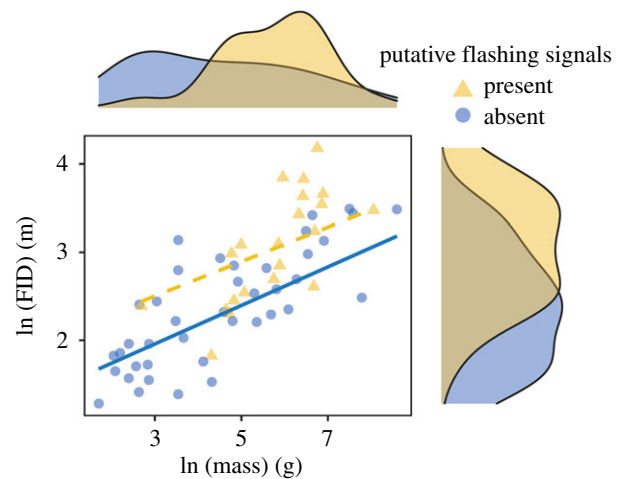 putative flashing signals
present
absent
4
3
2
ln (FID) (m)
3 5 7
ln (mass) (g)